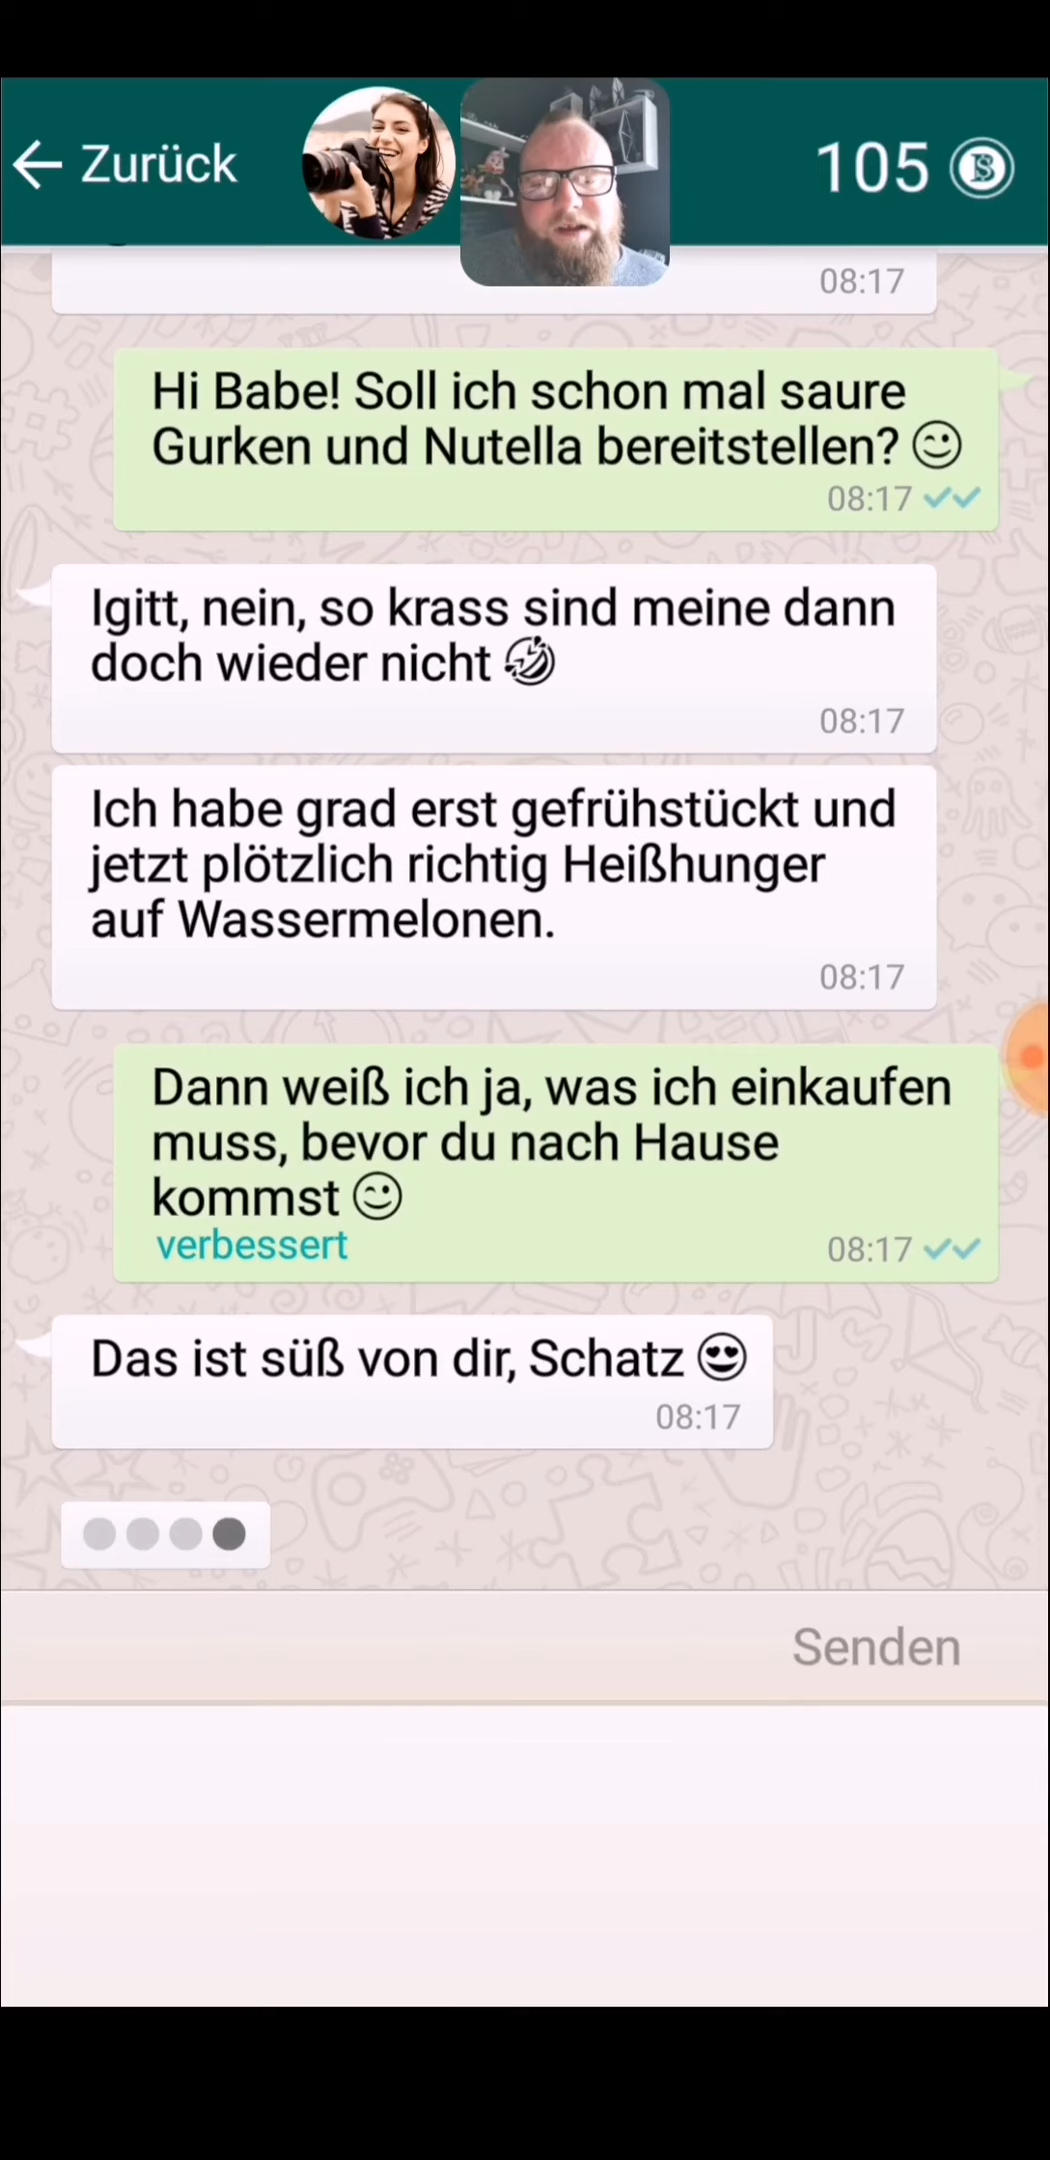 Zurück
105
08:17
Hi Babe! Soll ich schon mal saure
Gurken und Nutella bereitstellen? 😉
08:17
Igitt, nein, so krass sind meine dann
doch wieder nicht 🤣
08:17
Ich habe grad erst gefrühstückt und
jetzt plötzlich richtig Heißhunger
auf Wassermelonen.
08:17
Dann weiß ich ja, was ich einkaufen
muss, bevor du nach Hause
kommst 😉
verbessert
08:17
Das ist süß von dir, Schatz 😍
08:17
Senden